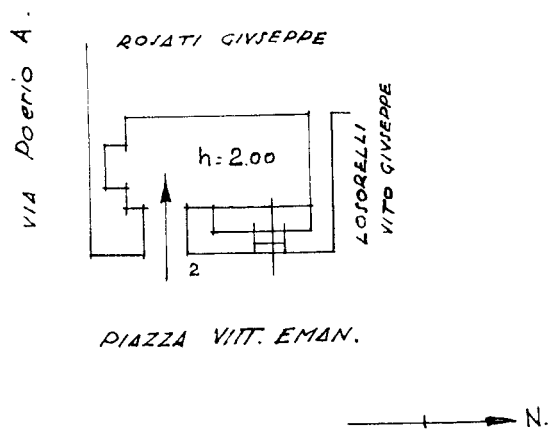 ROSATI GIUSEPPE
VIA Poerio A.
h=2.00
LOSORELLI
VITO GIUSEPPE
2
PIAZZA VITT. EMAN.
N.